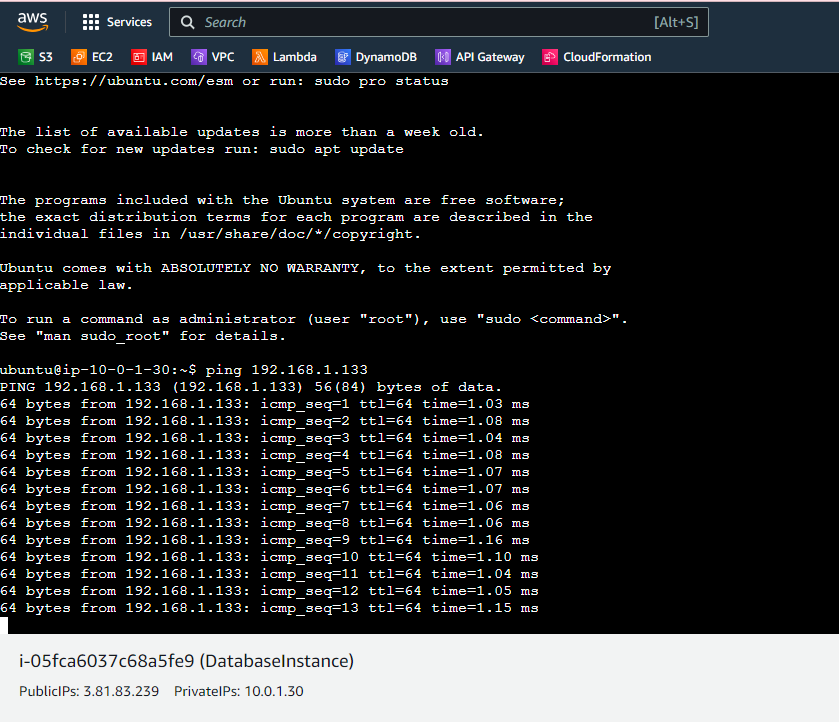 aws
Services
Search
[Alt+S]
S3 EC2 IAM VPC Lambda DynamoDB API Gateway CloudFormation
See https://ubuntu.com/esm or run: sudo pro status
The list of available updates is more than a week old.
To check for new updates run: sudo apt update
The programs included with the Ubuntu system are free software;
the exact distribution terms for each program are described in the
individual files in /usr/share/doc/*/copyright.
Ubuntu comes with ABSOLUTELY NO WARRANTY, to the extent permitted by
applicable law.
To run a command as administrator (user "root"), use "sudo <command>".
See "man sudo_root" for details.
ubuntu@ip-10-0-1-30:~$ ping 192.168.1.133
PING 192.168.1.133 (192.168.1.133) 56(84) bytes of data.
64 bytes from 192.168.1.133: icmp_seq=1 ttl=64 time=1.03 ms
64 bytes from 192.168.1.133: icmp_seq=2 ttl=64 time=1.08 ms
64 bytes from 192.168.1.133: icmp_seq=3 ttl=64 time=1.04 ms
64 bytes from 192.168.1.133: icmp_seq=4 ttl=64 time=1.08 ms
64 bytes from 192.168.1.133: icmp_seq=5 ttl=64 time=1.07 ms
64 bytes from 192.168.1.133: icmp_seq=6 ttl=64 time=1.07 ms
64 bytes from 192.168.1.133: icmp_seq=7 ttl=64 time=1.06 ms
64 bytes from 192.168.1.133: icmp_seq=8 ttl=64 time=1.06 ms
64 bytes from 192.168.1.133: icmp_seq=9 ttl=64 time=1.16 ms
64 bytes from 192.168.1.133: icmp_seq=10 ttl=64 time=1.10 ms
64 bytes from 192.168.1.133: icmp_seq=11 ttl=64 time=1.04 ms
64 bytes from 192.168.1.133: icmp_seq=12 ttl=64 time=1.05 ms
64 bytes from 192.168.1.133: icmp_seq=13 ttl=64 time=1.15 ms
i-05fca6037c68a5fe9 (DatabaseInstance)
PublicIPs: 3.81.83.239 PrivateIPs: 10.0.1.30